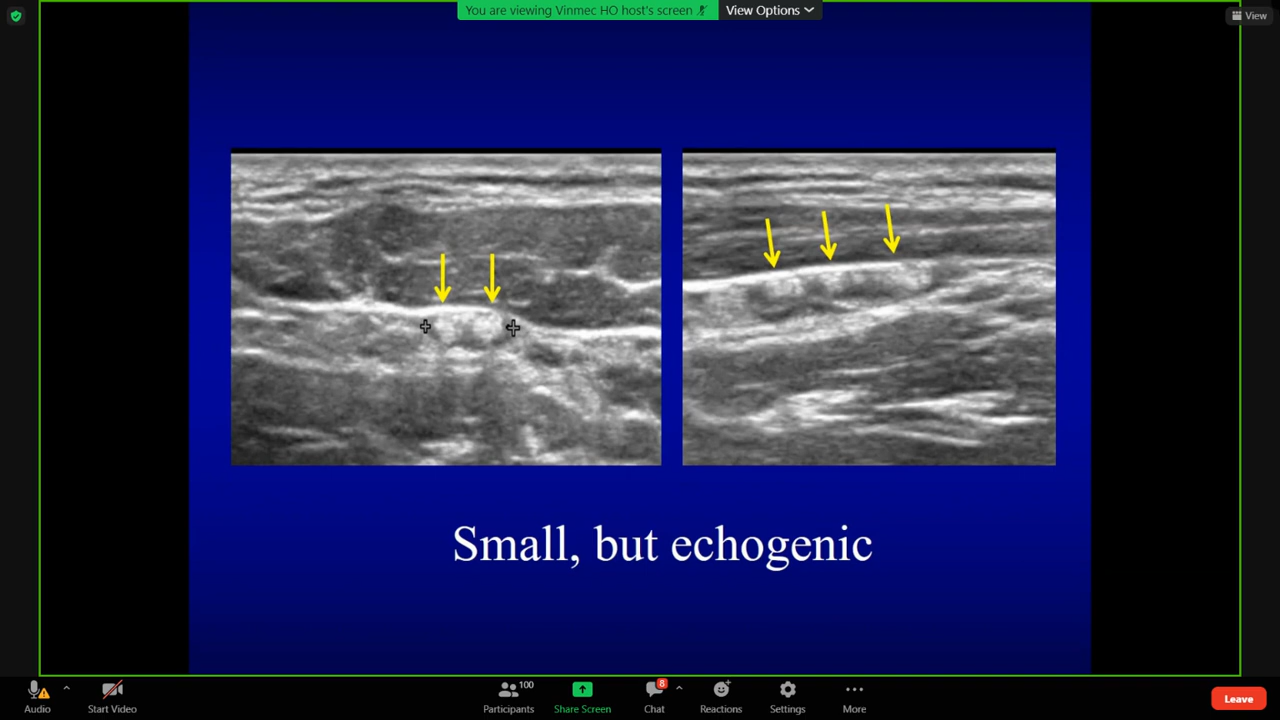 You are viewing Vinmec HO host's screen
View Options
View
Small, but echogenic
100
8
Audio
Start Video
Participants
Share Screen
Chat
Reactions
Settings
More
Leave